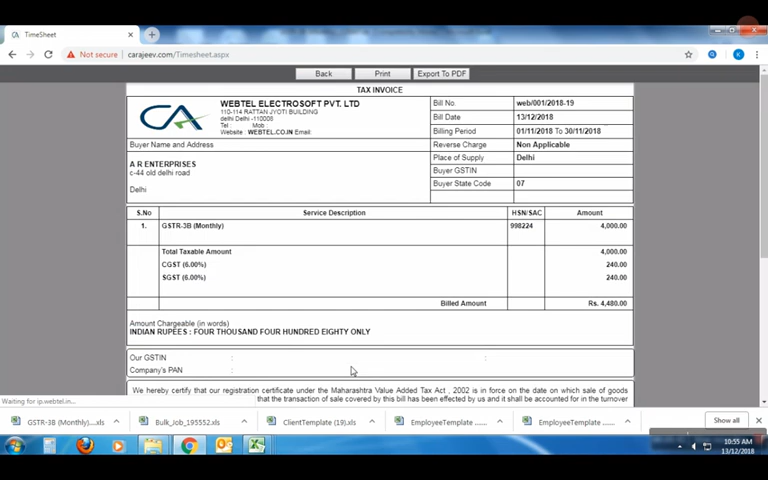 TimeSheet
Not secure | carajeev.com/Timesheet.aspx
Back Print Export To PDF
TAX INVOICE
CA
WEBTEL ELECTROSOFT PVT. LTD
110-114 RATTAN JYOTI BUILDING
delhi Delhi -110008
Tel : Mob :
Website : WEBTEL.CO.IN Email:
Bill No. web/001/2018-19
Bill Date 13/12/2018
Billing Period 01/11/2018 To 30/11/2018
Reverse Charge Non Applicable
Place of Supply Delhi
Buyer GSTIN
Buyer State Code 07
Buyer Name and Address
A R ENTERPRISES
c-44 old delhi road
Delhi
S.No Service Description HSN/SAC Amount
1. GSTR-3B (Monthly) 998224 4,000.00
Total Taxable Amount 4,000.00
CGST (6.00%) 240.00
SGST (6.00%) 240.00
Billed Amount Rs. 4,480.00
Amount Chargeable (in words)
INDIAN RUPEES : FOUR THOUSAND FOUR HUNDRED EIGHTY ONLY
Our GSTIN : :
Company's PAN :
We hereby certify that our registration certificate under the Maharashtra Value Added Tax Act , 2002 is in force on the date on which sale of goods
that the transaction of sale covered by this bill has been effected by us and it shall be accounted for in the turnover
Waiting for ip.webtel.in...
GSTR-3B (Monthly)....xls
Bulk_Job_195552.xls
ClientTemplate (19).xls
EmployeeTemplate ....xls
EmployeeTemplate ....xls
Show all
10:55 AM
13/12/2018